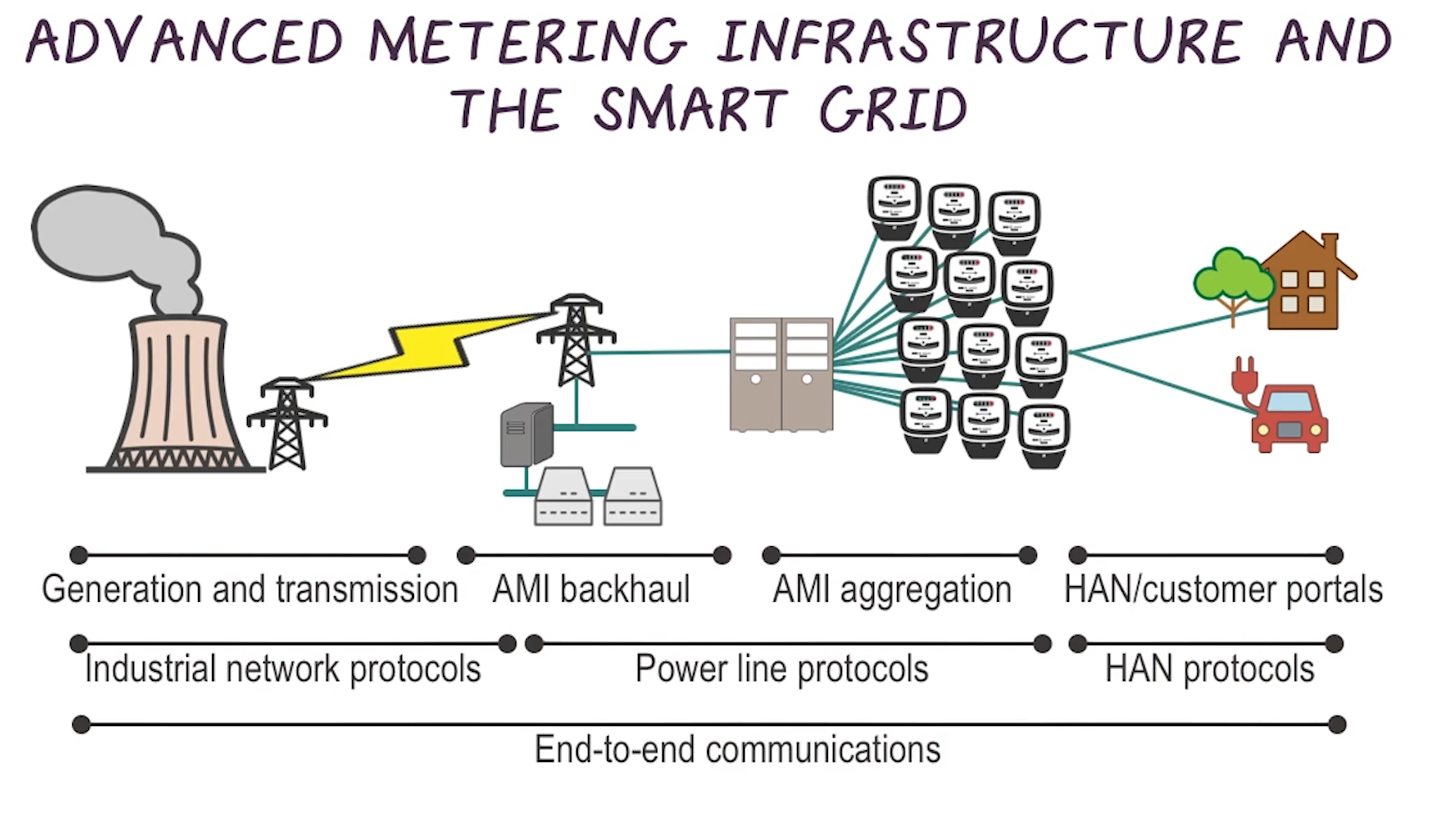 ADVANCED METERING INFRASTRUCTURE AND
THE SMART GRID
Generation and transmission
AMI backhaul
AMI aggregation
HAN/customer portals
Industrial network protocols
Power line protocols
HAN protocols
End-to-end communications